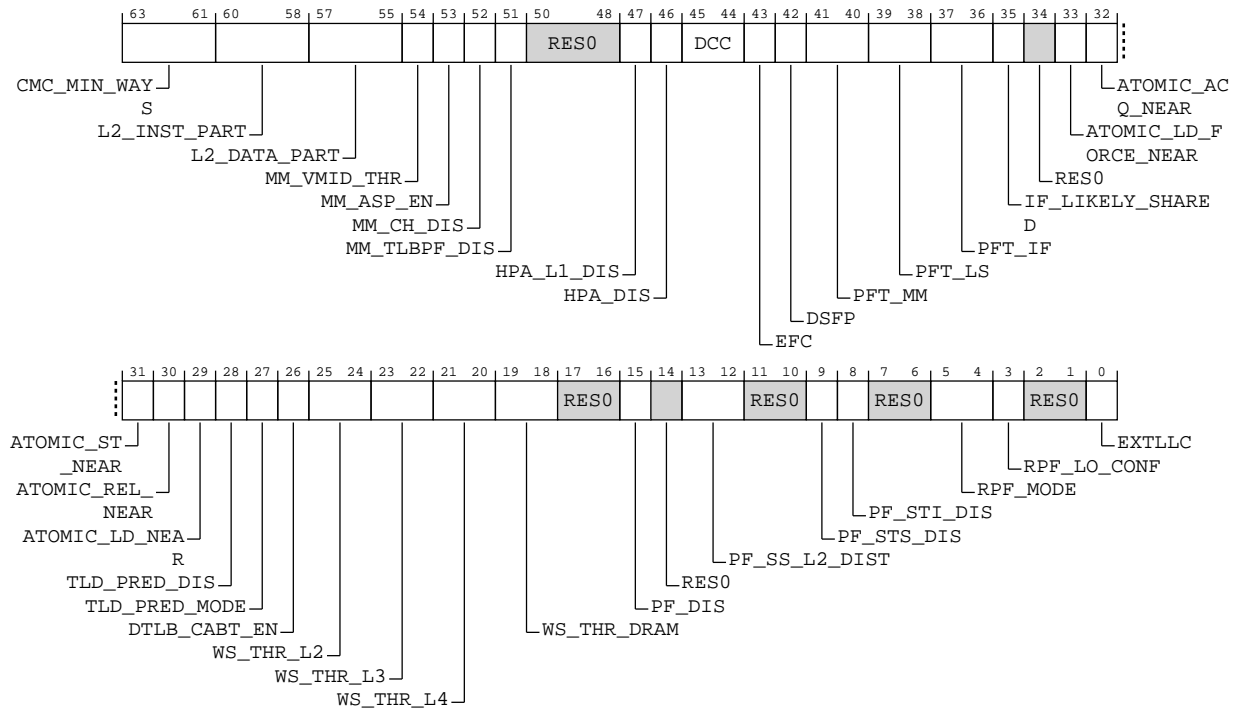 63 61 60 58 57 55 54 53 52 51 50 48 47 46 45 44 43 42 41 40 39 38 37 36 35 34 33 32
RES0 DCC
CMC_MIN_WAY ATOMIC_AC
S Q_NEAR
L2_INST_PART ATOMIC_LD_F
L2_DATA_PART ORCE_NEAR
MM_VMID_THR RES0
MM_ASP_EN IF_LIKELY_SHARE
MM_CH_DIS D
MM_TLBPF_DIS PFT_IF
HPA_L1_DIS PFT_LS
HPA_DIS PFT_MM
DSFP
EFC
31 30 29 28 27 26 25 24 23 22 21 20 19 18 17 16 15 14 13 12 11 10 9 8 7 6 5 4 3 2 1 0
RES0 RES0 RES0 RES0
ATOMIC_ST EXTLLC
_NEAR RPF_LO_CONF
ATOMIC_REL_ RPF_MODE
NEAR PF_STI_DIS
ATOMIC_LD_NEA PF_STS_DIS
R PF_SS_L2_DIST
TLD_PRED_DIS RES0
TLD_PRED_MODE PF_DIS
DTLB_CABT_EN WS_THR_DRAM
WS_THR_L2
WS_THR_L3
WS_THR_L4